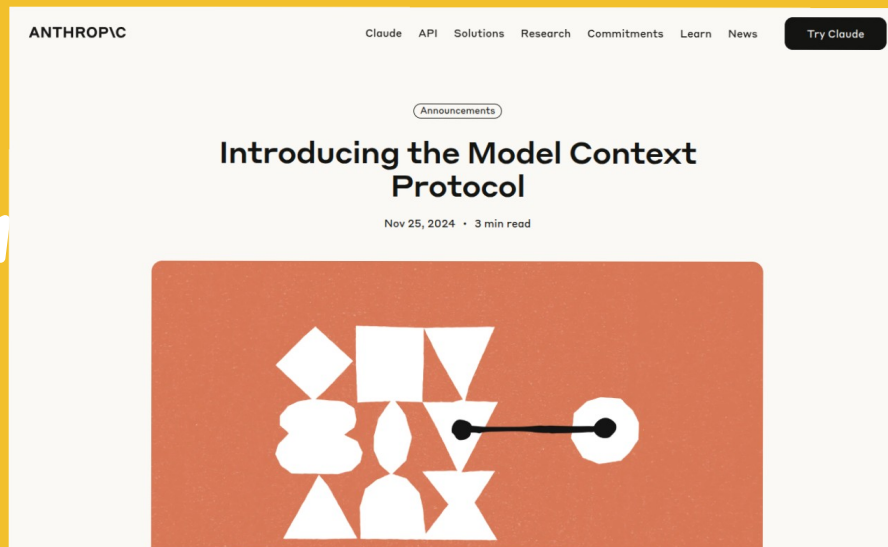 ANTHROP\C
Claude API Solutions Research Commitments Learn News Try Claude
Announcements
Introducing the Model Context
Protocol
Nov 25, 2024 • 3 min read